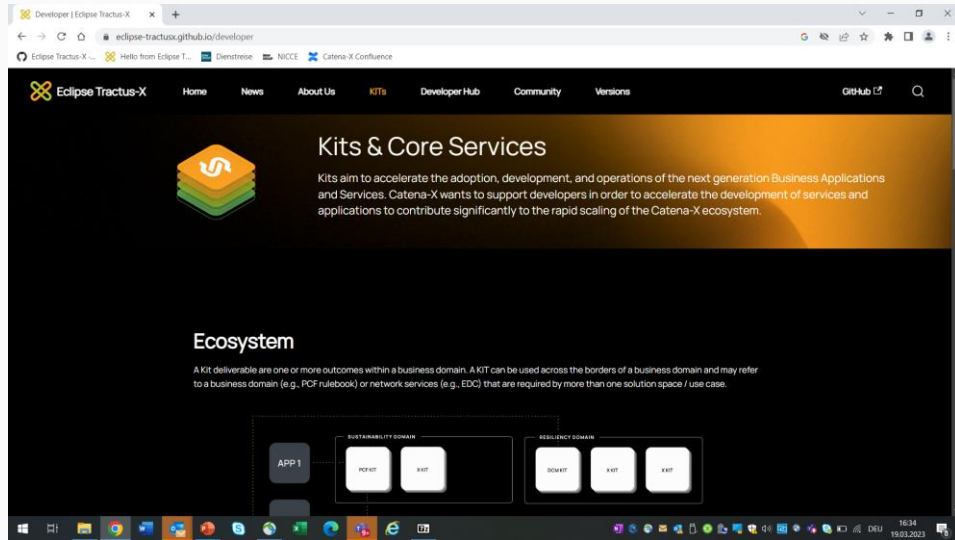 Developer | Eclipse Tractus-X
eclipse-tractusx.github.io/developer
Eclipse Tractus-X -... Hello from Eclipse T... Dienstreise NICCE Catena-X Confluence
Eclipse Tractus-X Home News About Us KITs Developer Hub Community Versions GitHub
Kits & Core Services
Kits aim to accelerate the adoption, development, and operations of the next generation Business Applications
and Services. Catena-X wants to support developers in order to accelerate the development of services and
applications to contribute significantly to the rapid scaling of the Catena-X ecosystem.
Ecosystem
A Kit deliverable are one or more outcomes within a business domain. A KIT can be used across the borders of a business domain and may refer
to a business domain (e.g., PCF rulebook) or network services (e.g., EDC) that are required by more than one solution space / use case.
SUSTAINABILITY DOMAIN RESILIENCY DOMAIN
APP 1 PCF KIT X KIT DCM KIT X KIT X KIT
DEU 16:34
19.03.2023